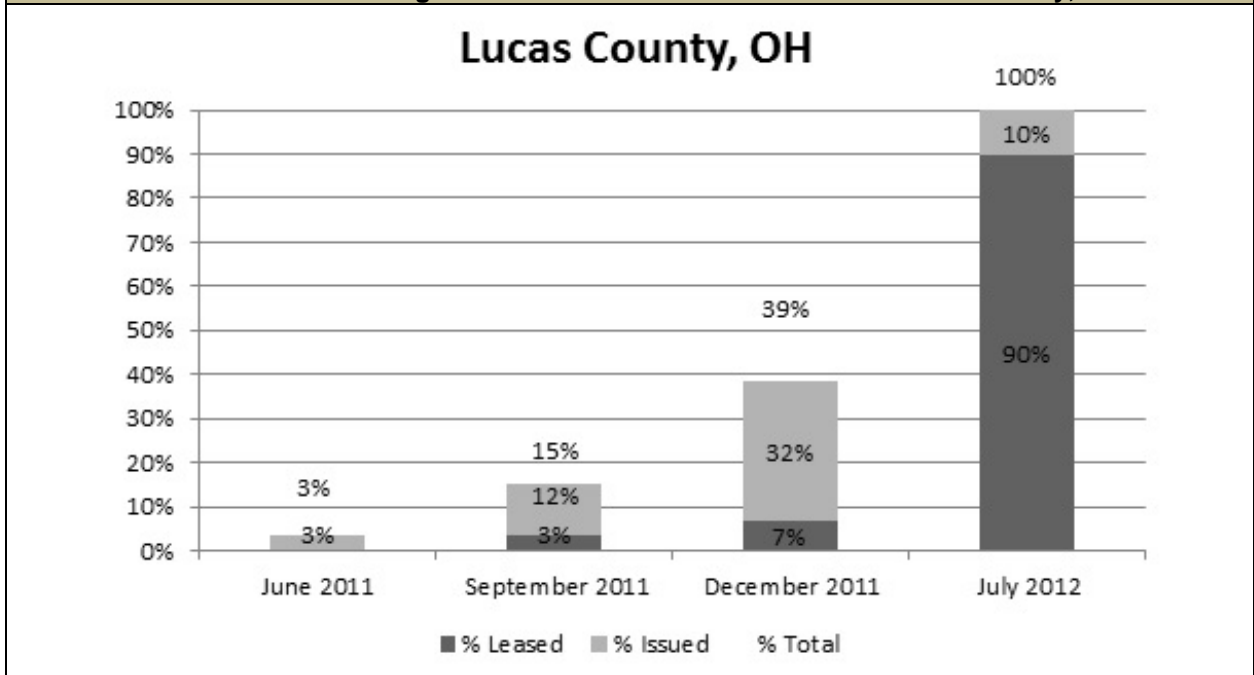 Lucas County, OH
100%
100%
10%
90%
80%
70%
60%
50%
39%
90%
40%
30%
15%
32%
20%
3%
12%
10%
3%
3%
7%
0%
June 2011
September 2011
December 2011
July 2012
% Leased
% Issued
% Total